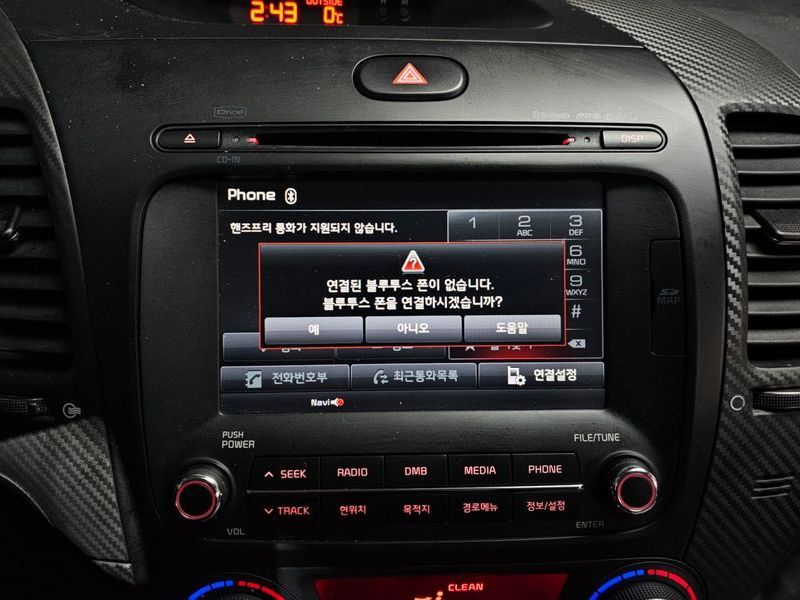 OUTSIDE
2:43 0℃
DISP
CD-IN
Phone
핸즈프리 통화가 지원되지 않습니다.
1 2 ABC 3 DEF
6 MNO
9 WXYZ
#
연결된 블루투스 폰이 없습니다.
블루투스 폰을 연결하시겠습니까?
예 아니오 도움말
전화번호부 최근통화목록 연결설정
Navi
SD
MAP
PUSH
POWER
FILE/TUNE
SEEK RADIO DMB MEDIA PHONE
TRACK 현위치 목적지 경로메뉴 정보/설정
VOL
ENTER
CLEAN